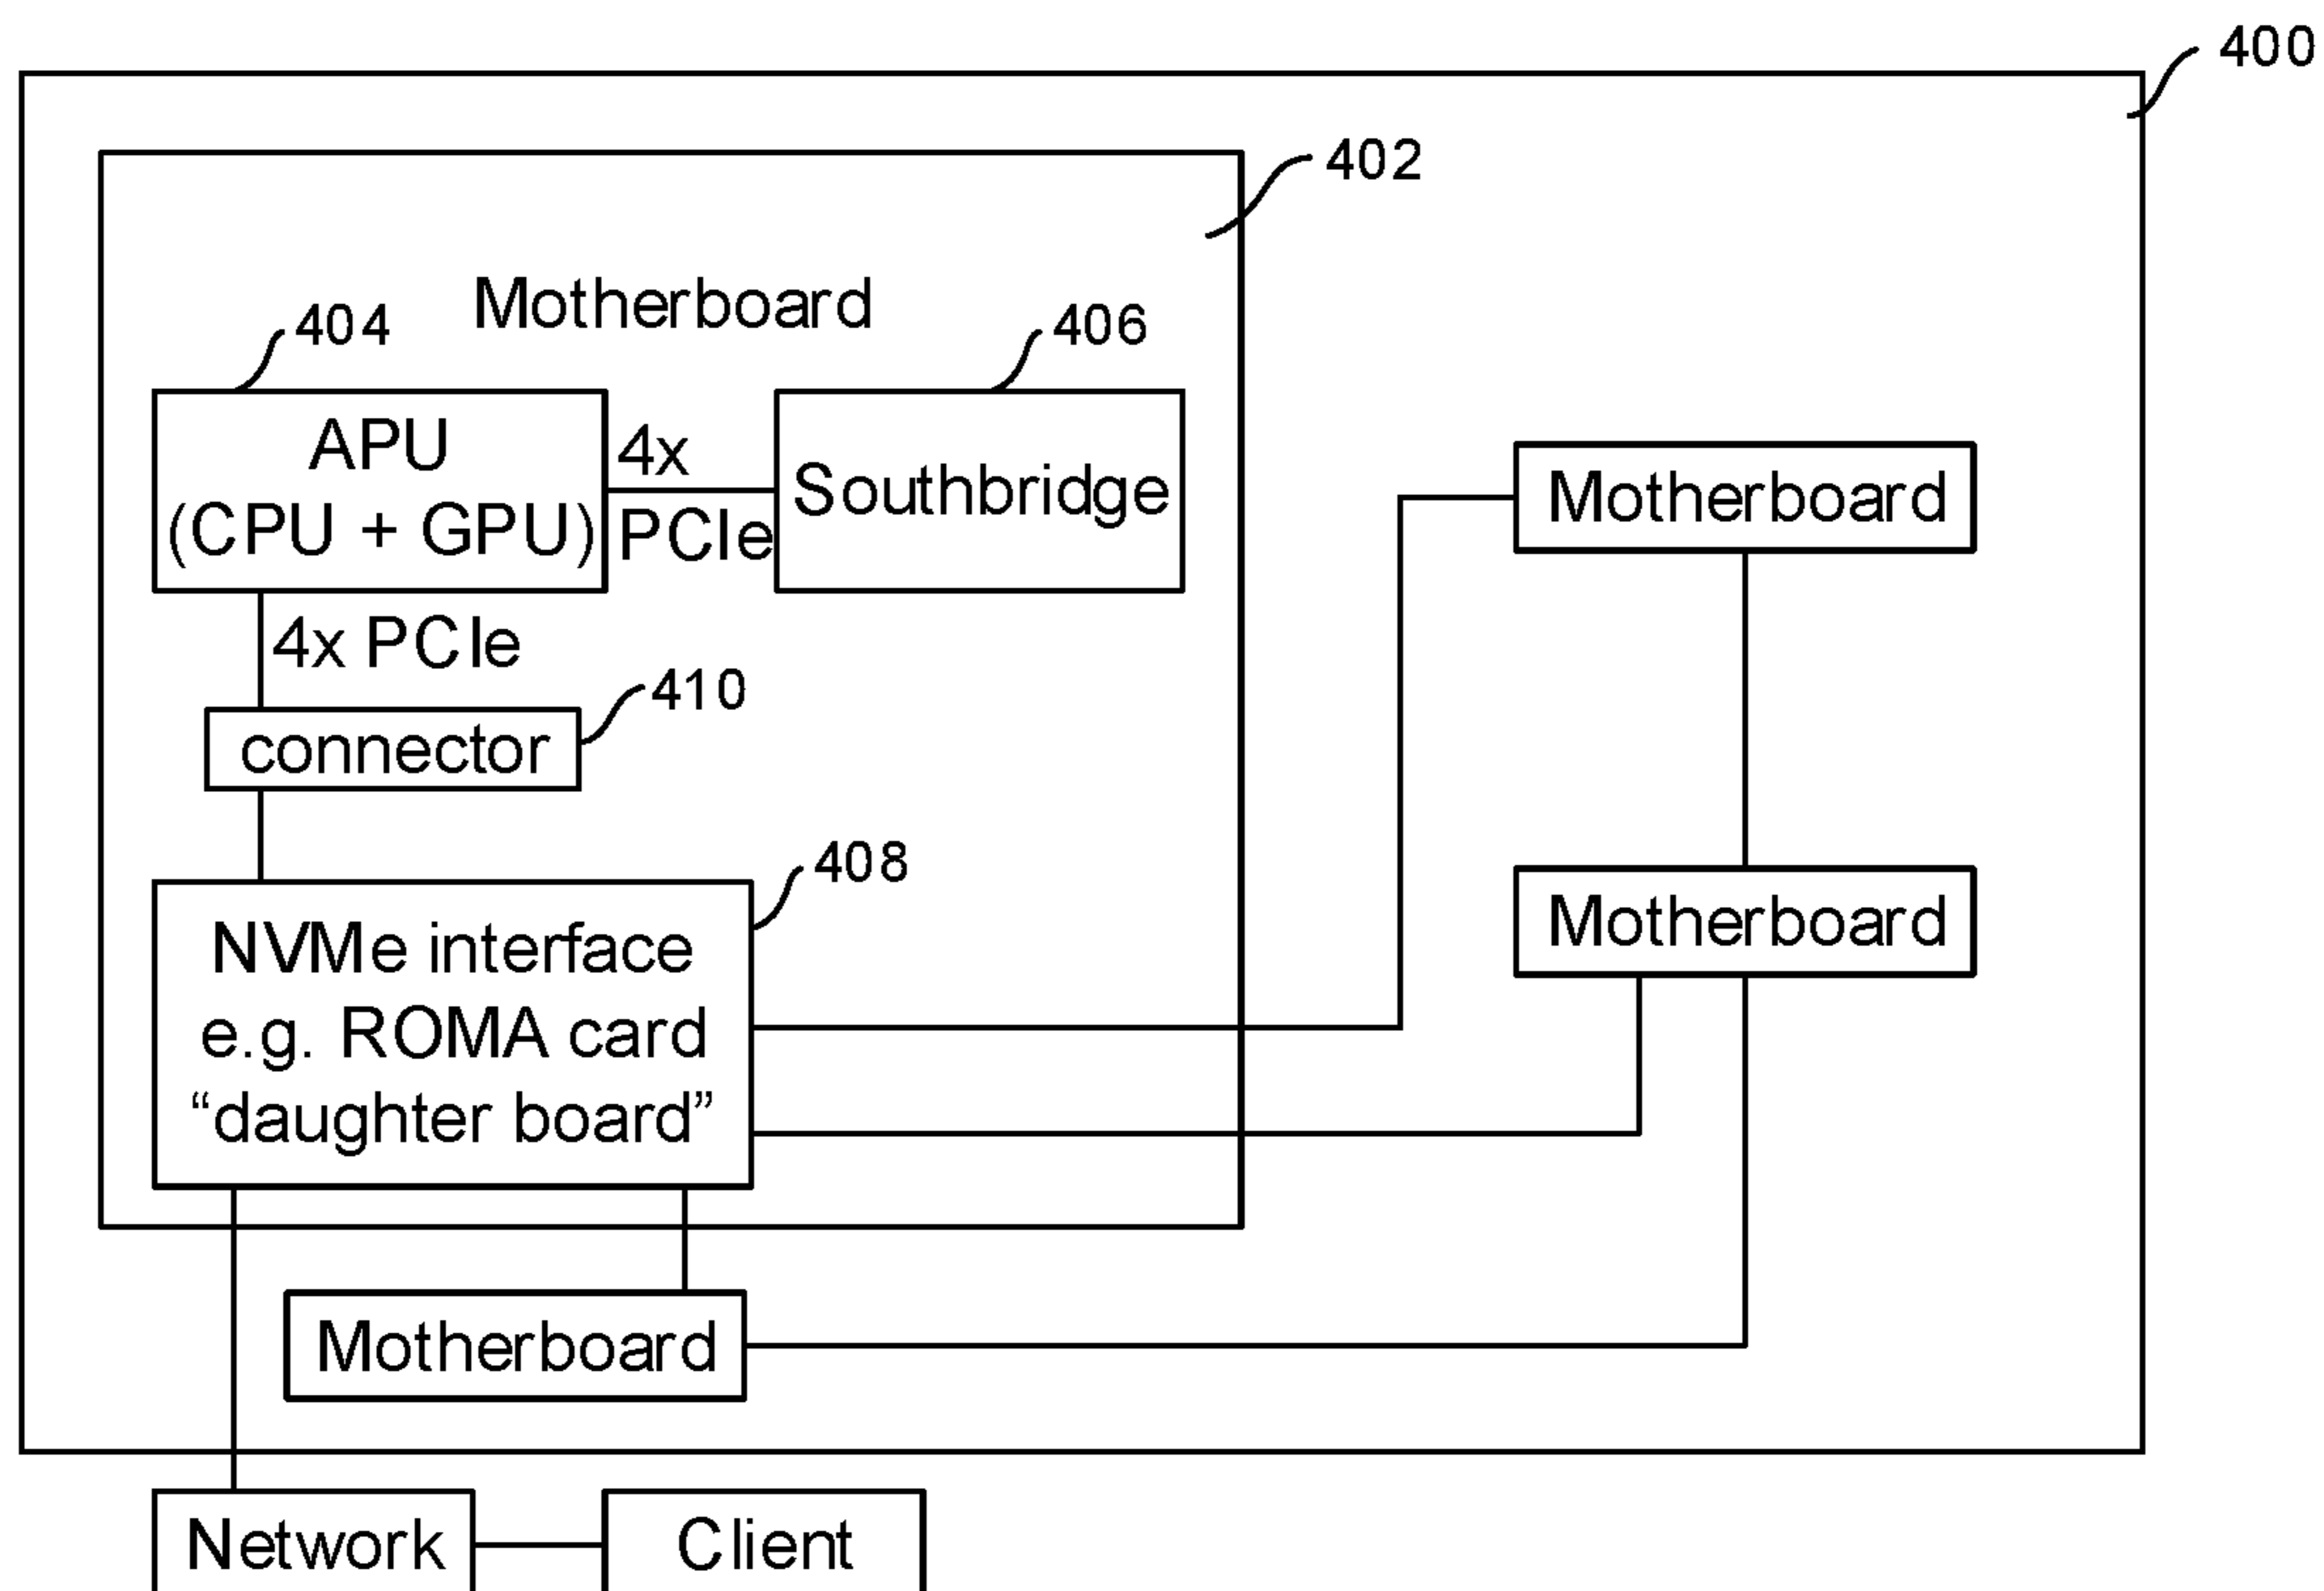 400
402
Motherboard
404
406
APU
(CPU + GPU)
4x
PCIe
Southbridge
Motherboard
4x PCIe
410
connector
408
NVMe interface
e.g. ROMA card
“daughter board”
Motherboard
Motherboard
Network
Client